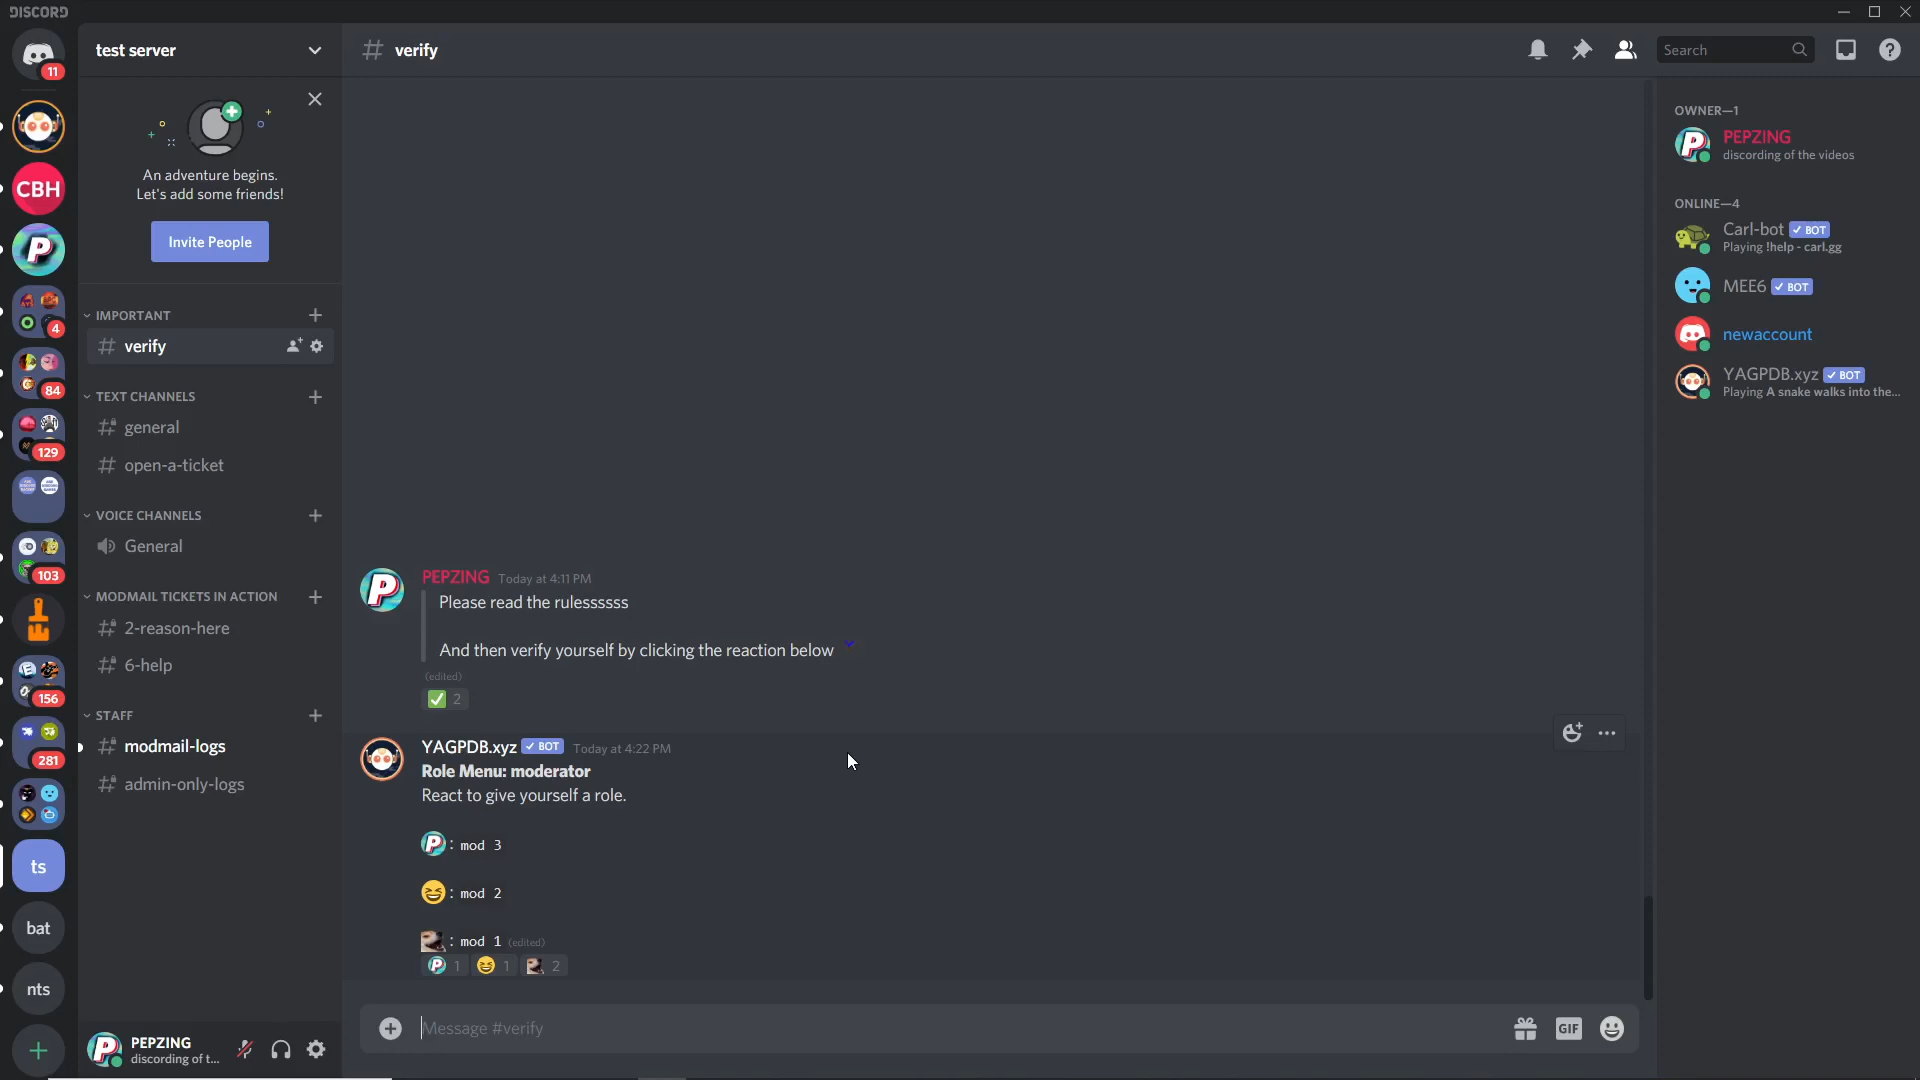 DISCORD
11
CBH
4
84
129
103
156
281
ts
bat
nts
test server
An adventure begins.
Let's add some friends!
Invite People
IMPORTANT
verify
TEXT CHANNELS
general
open-a-ticket
VOICE CHANNELS
General
MODMAIL TICKETS IN ACTION
2-reason-here
6-help
STAFF
modmail-logs
admin-only-logs
PEPZING
discording of t...
verify
Search
PEPZING Today at 4:11 PM
Please read the rulessssss
And then verify yourself by clicking the reaction below
(edited)
2
YAGPDB.xyz BOT Today at 4:22 PM
Role Menu: moderator
React to give yourself a role.
: mod 3
: mod 2
: mod 1 (edited)
1 1 2
Message #verify
GIF
OWNER—1
PEPZING
discording of the videos
ONLINE—4
Carl-bot BOT
Playing !help - carl.gg
MEE6 BOT
newaccount
YAGPDB.xyz BOT
Playing A snake walks into the...